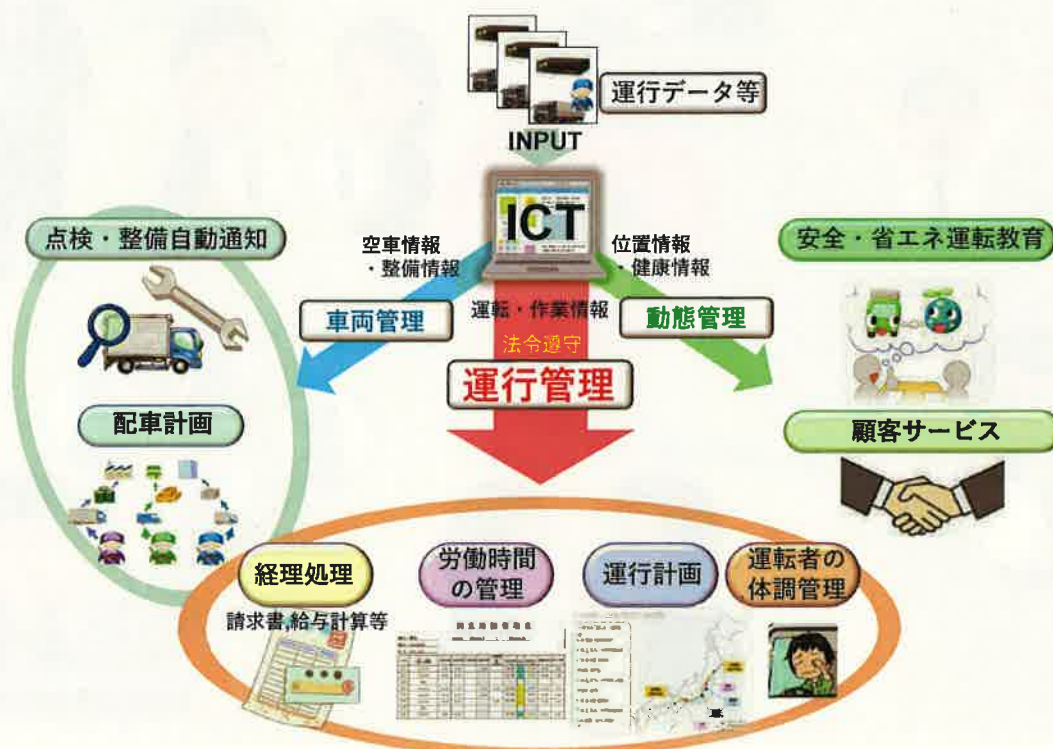 運行データ等
INPUT
ICT
点検・整備自動通知
空車情報
・整備情報
位置情報
・健康情報
安全・省エネ運転教育
車両管理
運転・作業情報
動態管理
法令遵守
運行管理
配車計画
顧客サービス
経理処理
労働時間
の管理
運行計画
運転者の
体調管理
請求書,給与計算等